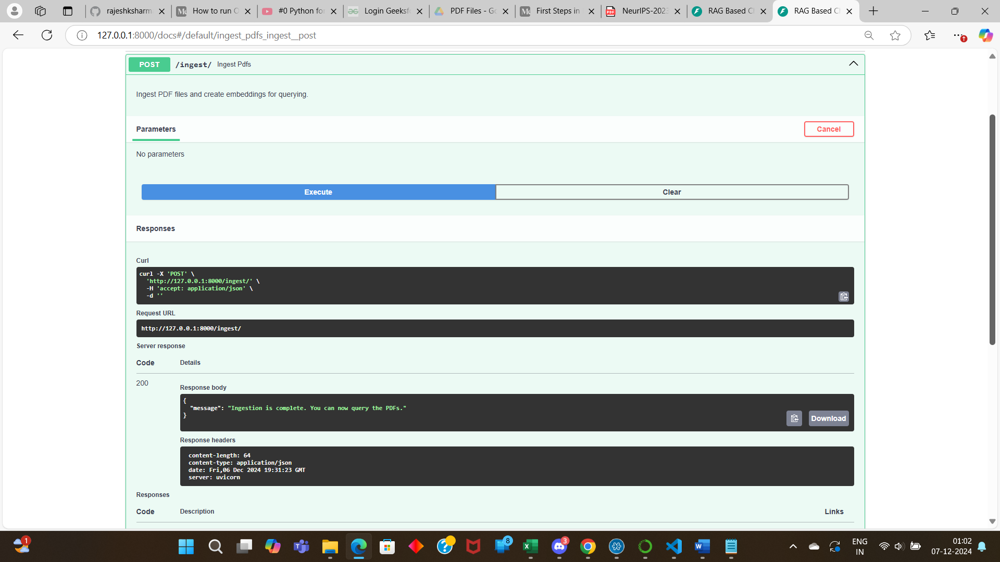 rajeshksharm
How to run O
#0 Python for
Login Geeksfo
PDF Files - Go
First Steps in
NeurIPS-2023
RAG Based Ch
RAG Based Ch
127.0.0.1:8000/docs#/default/ingest_pdfs_ingest__post
POST /ingest/ Ingest Pdfs
Ingest PDF files and create embeddings for querying.
Parameters
Cancel
No parameters
Execute
Clear
Responses
Curl
curl -X 'POST' \
'http://127.0.0.1:8000/ingest/' \
-H 'accept: application/json' \
-d ''
Request URL
http://127.0.0.1:8000/ingest/
Server response
Code Details
200
Response body
{
"message": "Ingestion is complete. You can now query the PDFs."
}
Download
Response headers
content-length: 64
content-type: application/json
date: Fri,06 Dec 2024 19:31:23 GMT
server: uvicorn
Responses
Code Description Links
1
8
3
ENG
IN
01:02
07-12-2024